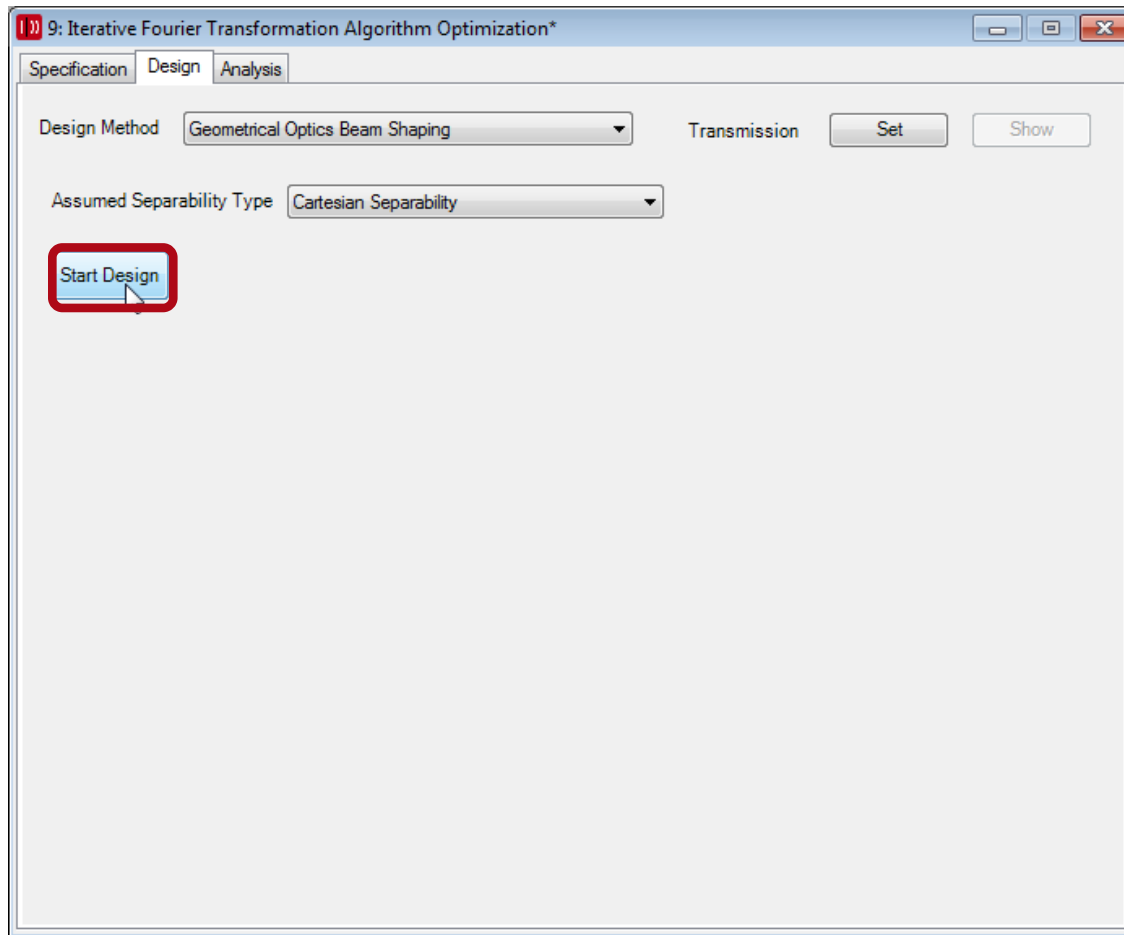 9: Iterative Fourier Transformation Algorithm Optimization*
Specification Design Analysis
Design Method Geometrical Optics Beam Shaping Transmission Set Show
Assumed Separability Type Cartesian Separability
Start Design